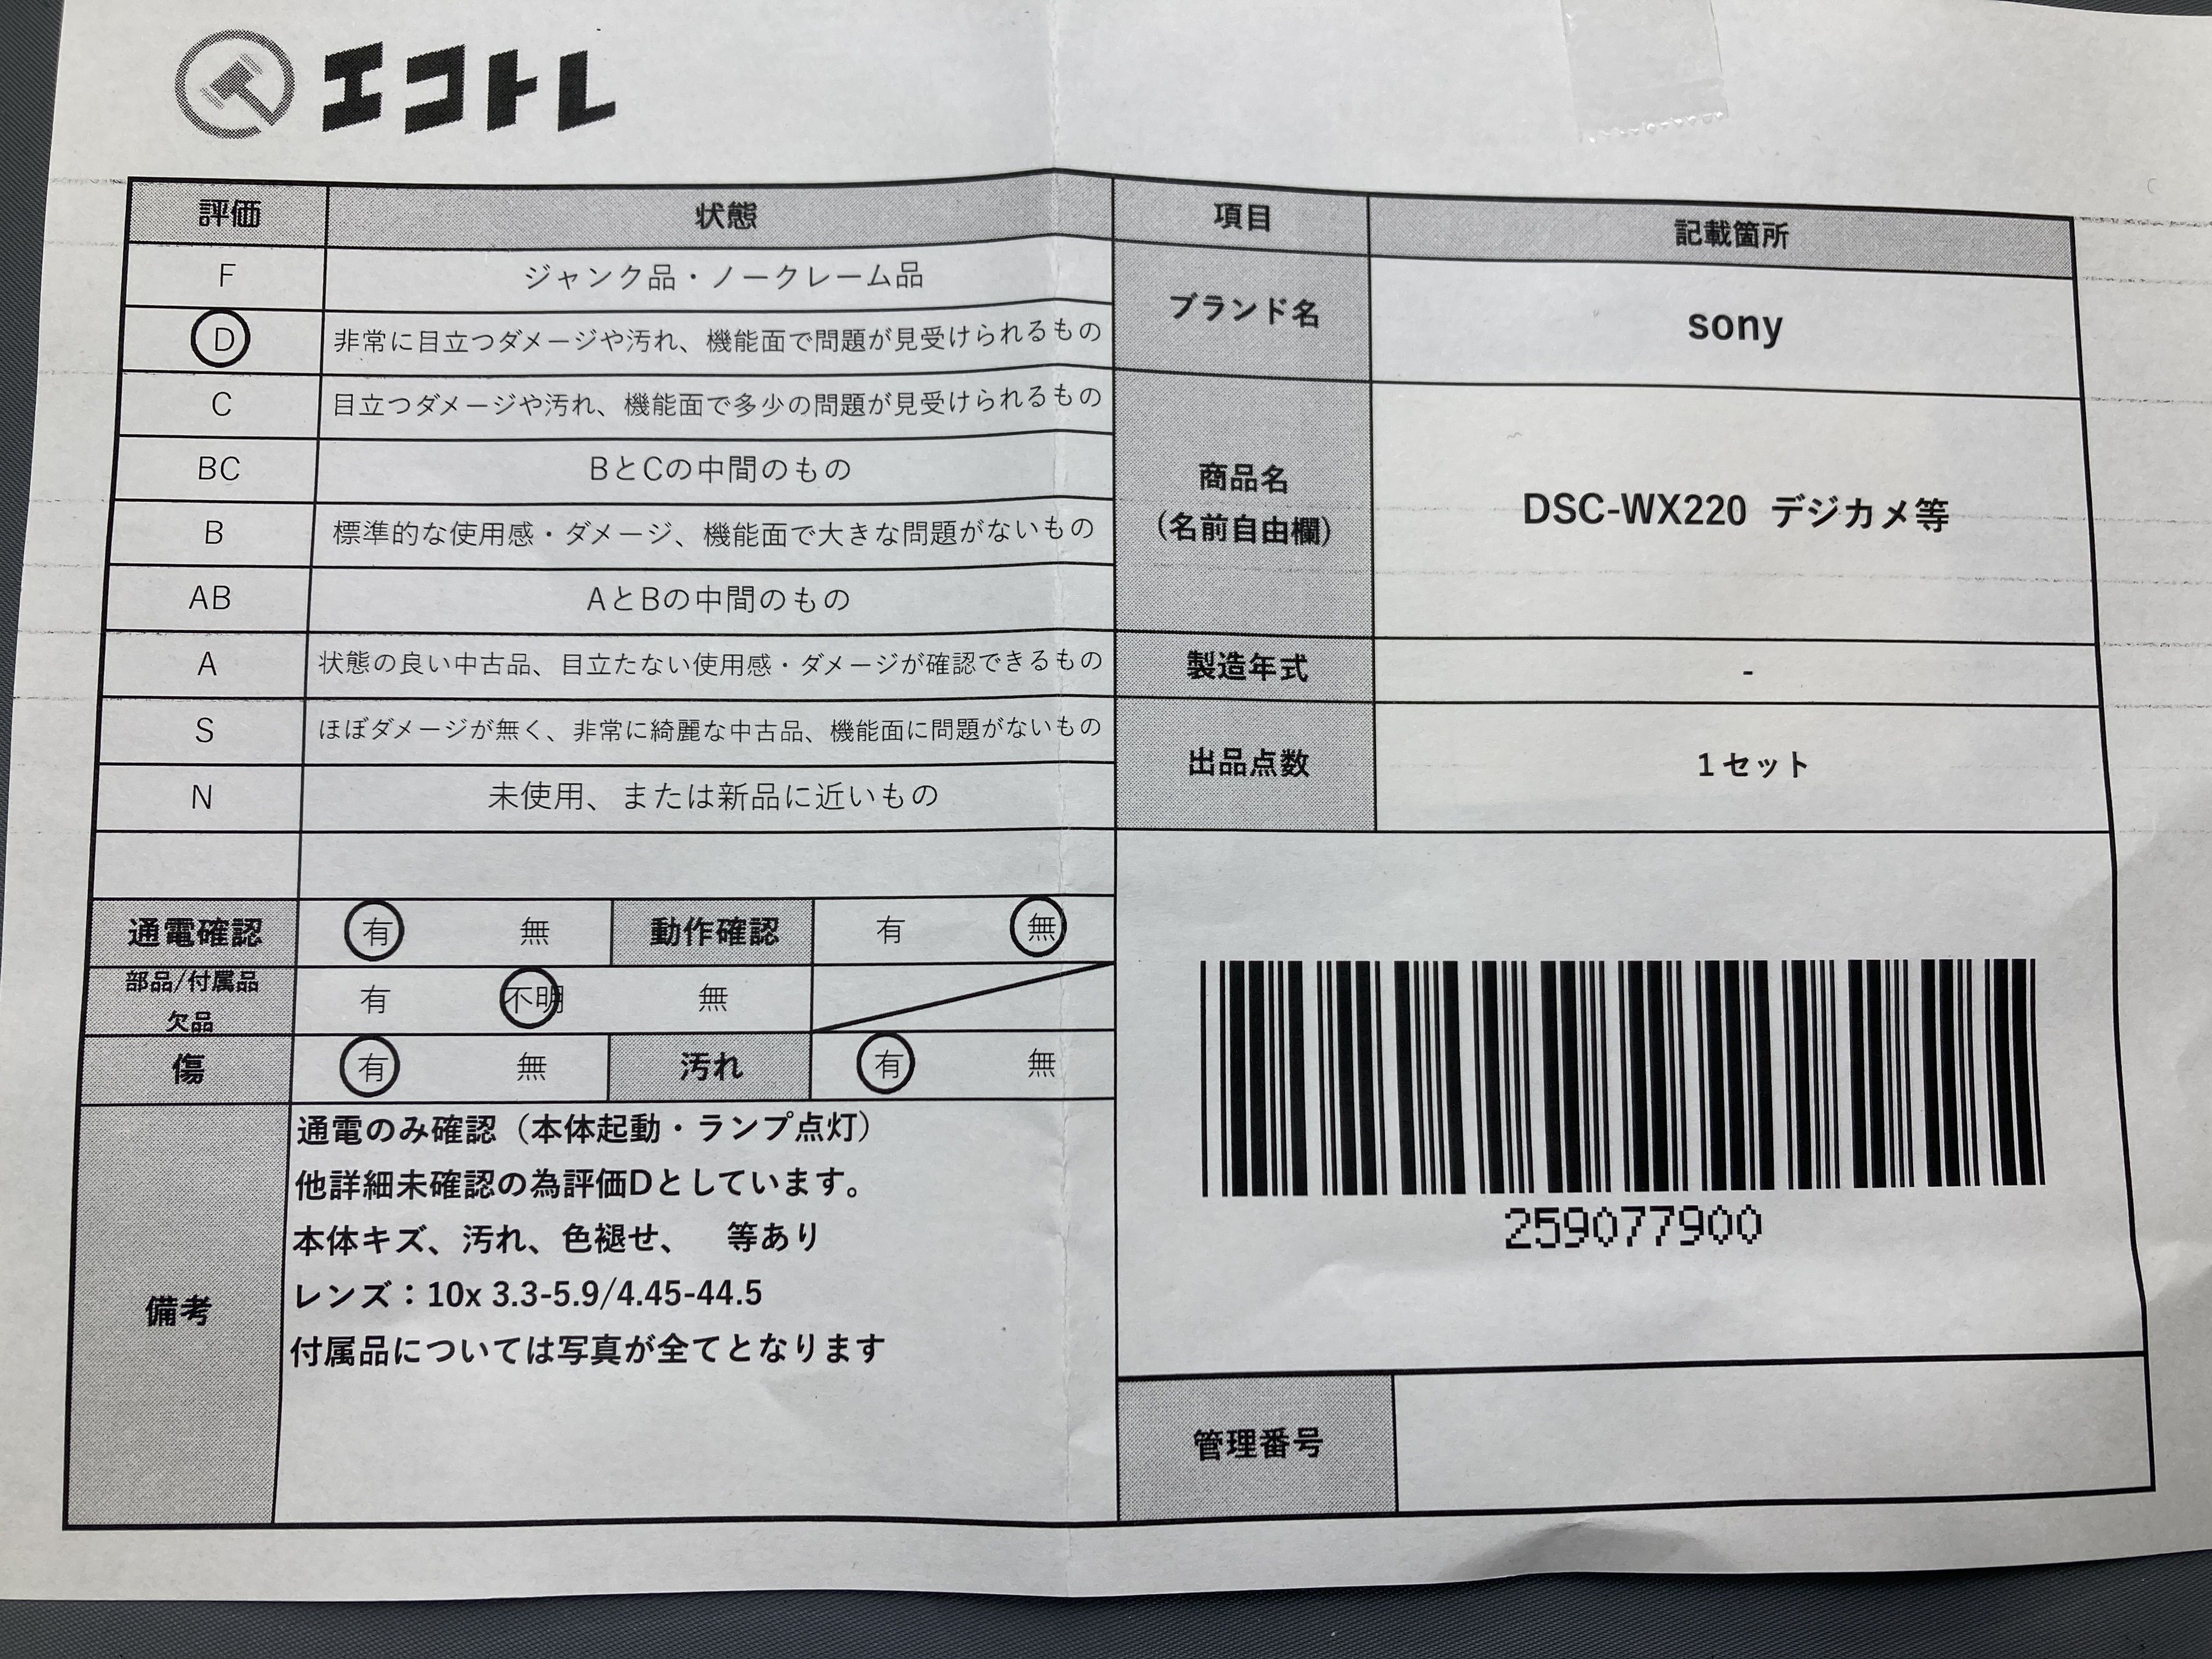 エコトレ
評価 状態
F ジャンク品・ノークレーム品
D 非常に目立つダメージや汚れ、機能面で問題が見受けられるもの
C 目立つダメージや汚れ、機能面で多少の問題が見受けられるもの
BC BとCの中間のもの
B 標準的な使用感・ダメージ、機能面で大きな問題がないもの
AB AとBの中間のもの
A 状態の良い中古品、目立たない使用感・ダメージが確認できるもの
S ほぼダメージが無く、非常に綺麗な中古品、機能面に問題がないもの
N 未使用、または新品に近いもの
通電確認 有 無 動作確認 有 無
部品/付属品
欠品 有 不明 無
傷 有 無 汚れ 有 無
備考
通電のみ確認（本体起動・ランプ点灯）
他詳細未確認の為評価Dとしています。
本体キズ、汚れ、色褪せ、　等あり
レンズ：10x 3.3-5.9/4.45-44.5
付属品については写真が全てとなります
項目 記載箇所
ブランド名 sony
商品名
（名前自由欄） DSC-WX220 デジカメ等
製造年式 -
出品点数 1セット
259077900
管理番号